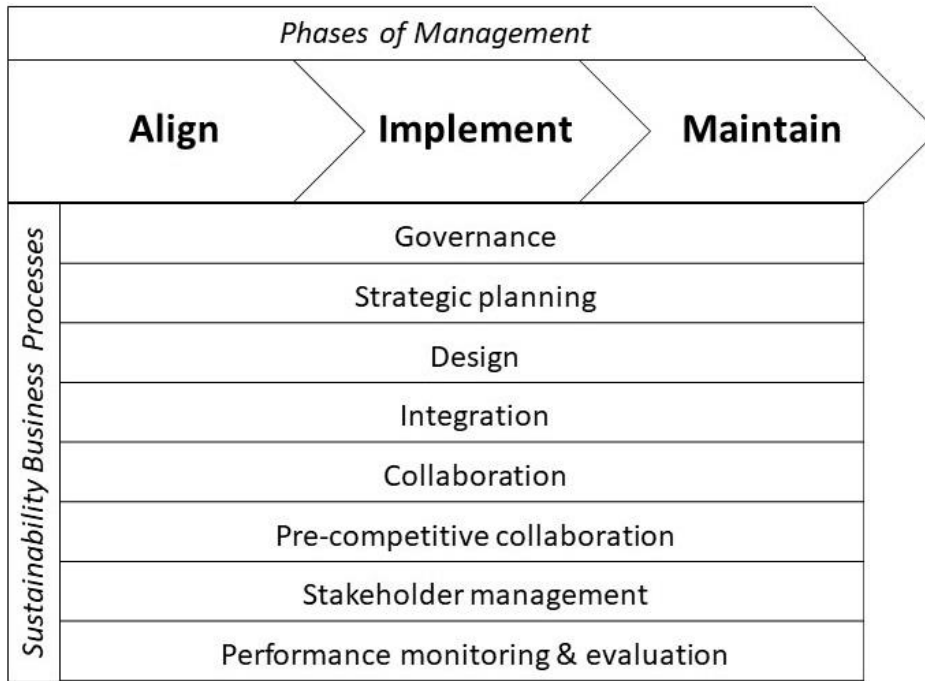 Phases of Management
Align
Implement
Maintain
Sustainability Business Processes
Governance
Strategic planning
Design
Integration
Collaboration
Pre-competitive collaboration
Stakeholder management
Performance monitoring & evaluation